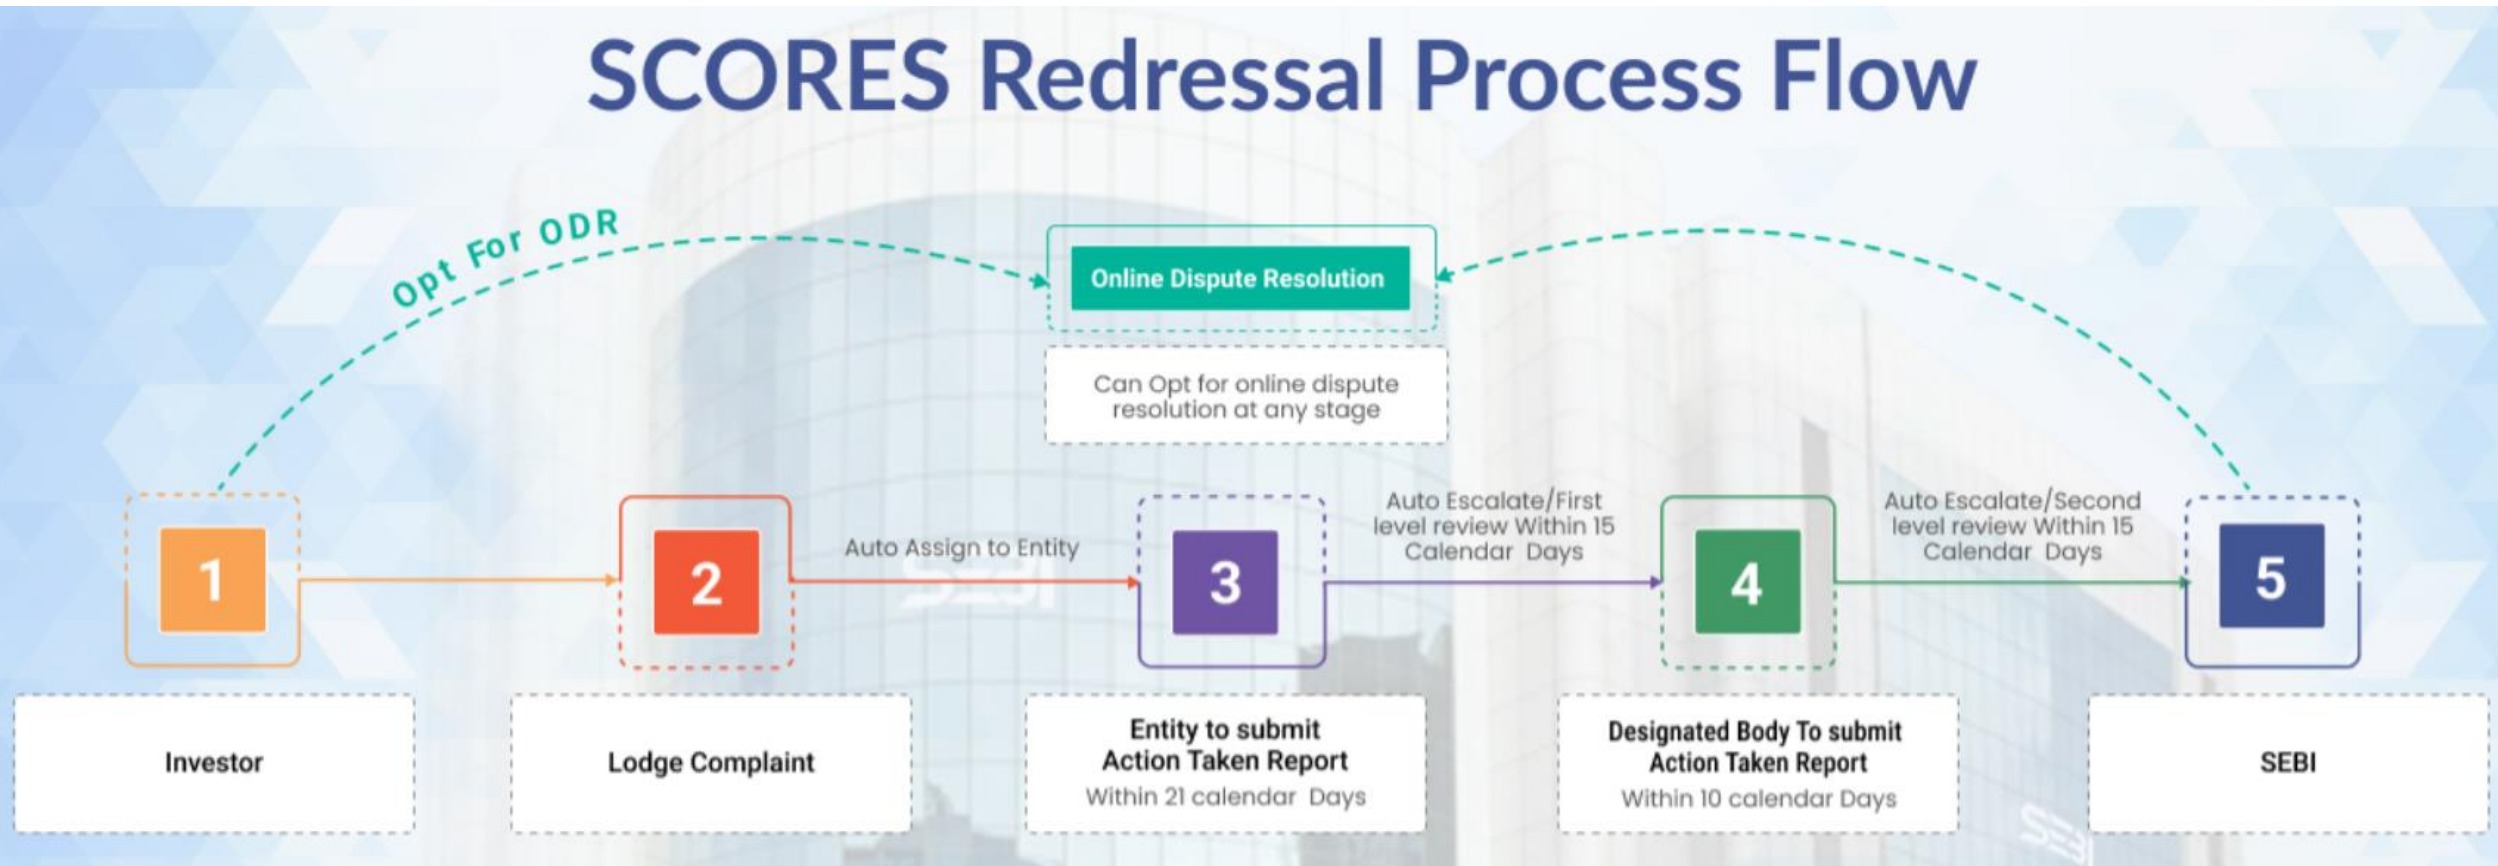 SCORES Redressal Process Flow
Opt For ODR
Online Dispute Resolution
Can Opt for online dispute
resolution at any stage
1
2
Auto Assign to Entity
3
Auto Escalate/First
level review Within 15
Calendar Days
4
Auto Escalate/Second
level review Within 15
Calendar Days
5
SEBI
Investor
Lodge Complaint
Entity to submit
Action Taken Report
Within 21 calendar Days
Designated Body To submit
Action Taken Report
Within 10 calendar Days
SEBI
SEBI